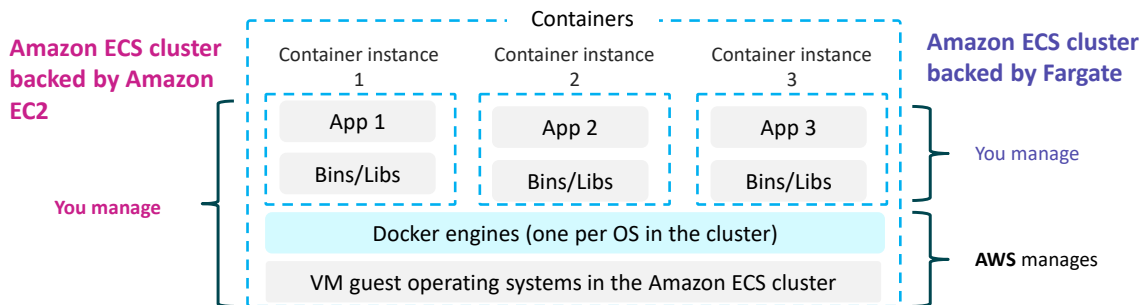 Containers
Amazon ECS cluster
backed by Amazon
EC2
Container instance
1
Container instance
2
Container instance
3
Amazon ECS cluster
backed by Fargate
App 1
App 2
App 3
Bins/Libs
Bins/Libs
Bins/Libs
You manage
You manage
Docker engines (one per OS in the cluster)
VM guest operating systems in the Amazon ECS cluster
AWS manages